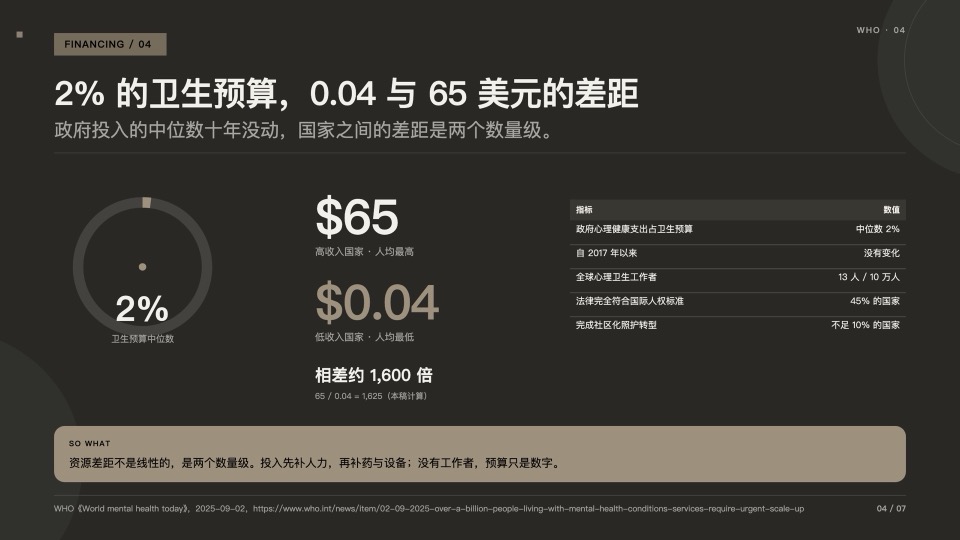 WHO · 04
FINANCING / 04
2% 的卫生预算，0.04 与 65 美元的差距
政府投入的中位数十年没动，国家之间的差距是两个数量级。
2%
卫生预算中位数
$65
高收入国家 · 人均最高
$0.04
低收入国家 · 人均最低
相差约 1,600 倍
65 / 0.04 = 1,625（本稿计算）
指标 数值
政府心理健康支出占卫生预算 中位数 2%
自 2017 年以来 没有变化
全球心理卫生工作者 13 人 / 10 万人
法律完全符合国际人权标准 45% 的国家
完成社区化照护转型 不足 10% 的国家
SO WHAT
资源差距不是线性的，是两个数量级。投入先补人力，再补药与设备；没有工作者，预算只是数字。
WHO《World mental health today》，2025-09-02，https://www.who.int/news/item/02-09-2025-over-a-billion-people-living-with-mental-health-conditions-services-require-urgent-scale-up
04 / 07